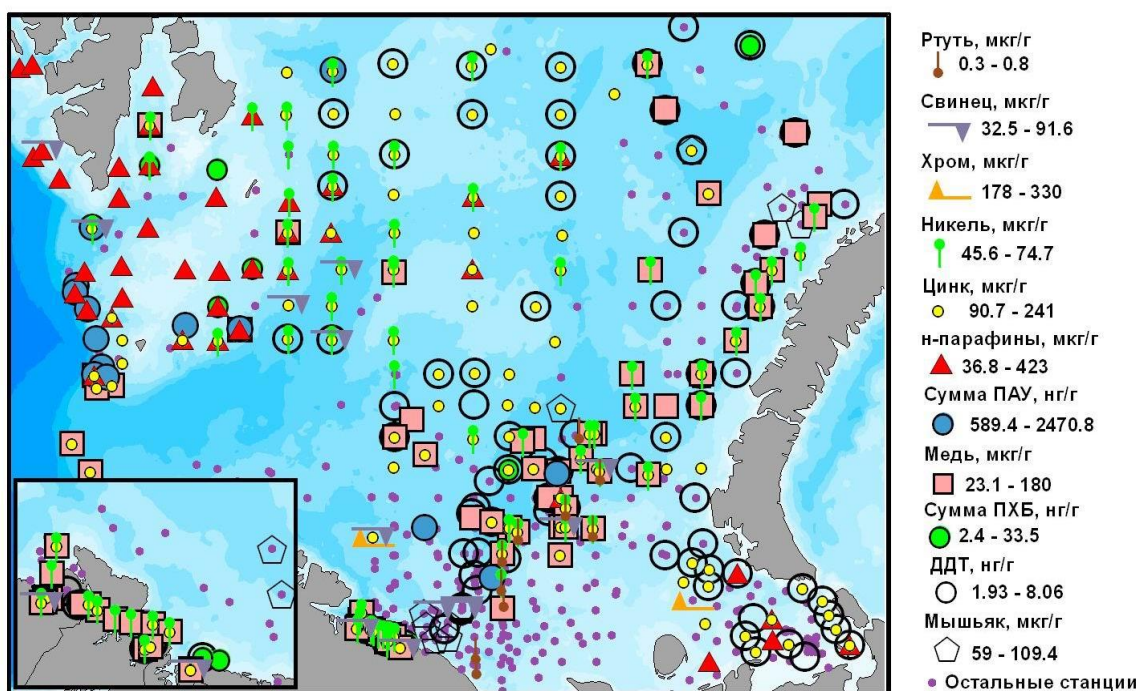 Ртуть, мкг/г
0.3 - 0.8
Свинец, мкг/г
32.5 - 91.6
Хром, мкг/г
178 - 330
Никель, мкг/г
45.6 - 74.7
Цинк, мкг/г
90.7 - 241
н-парафины, мкг/г
36.8 - 423
Сумма ПАУ, нг/г
589.4 - 2470.8
Медь, мкг/г
23.1 - 180
Сумма ПХБ, нг/г
2.4 - 33.5
ДДТ, нг/г
1.93 - 8.06
Мышьяк, мкг/г
59 - 109.4
Остальные станции